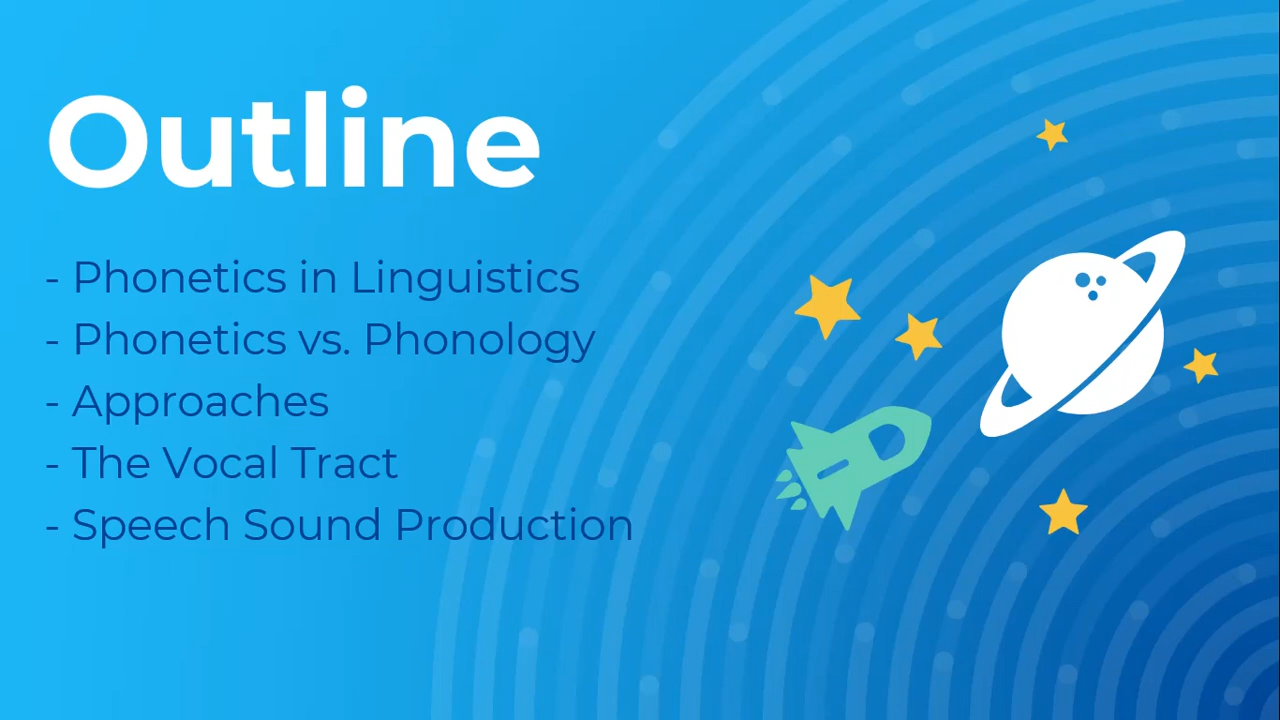 Outline
- Phonetics in Linguistics
- Phonetics vs. Phonology
- Approaches
- The Vocal Tract
- Speech Sound Production